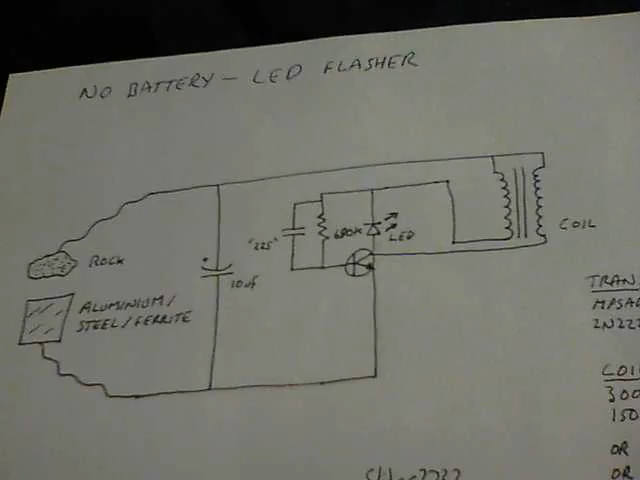 NO BATTERY - LED FLASHER
ROCK
ALUMINIUM/
STEEL/FERRITE
10uf
"225"
680K
LED
COIL
TRAN
MPSA
2N222
COI
300
150
OR
OR